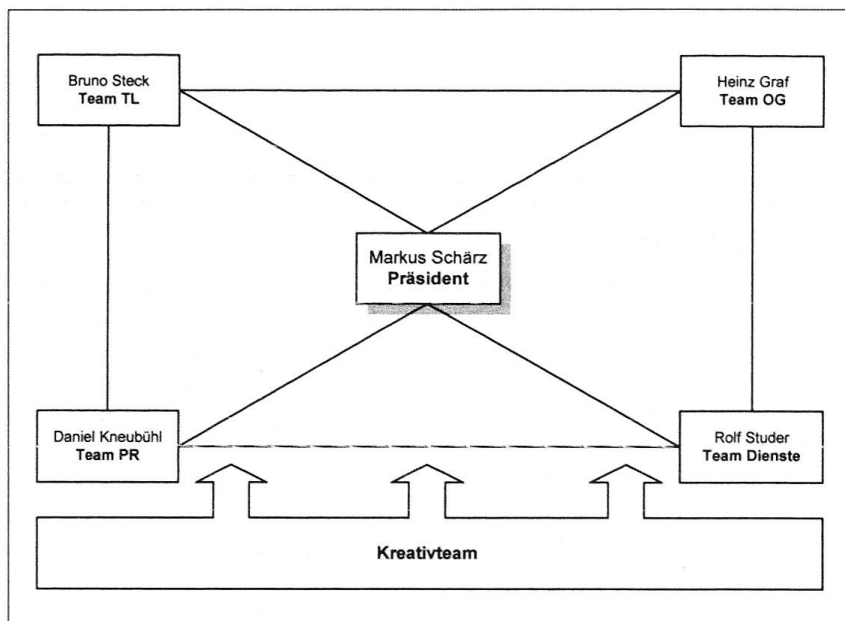 Bruno Steck
Team TL
Heinz Graf
Team OG
Markus Schärz
Präsident
Daniel Kneubühl
Team PR
Rolf Studer
Team Dienste
Kreativteam